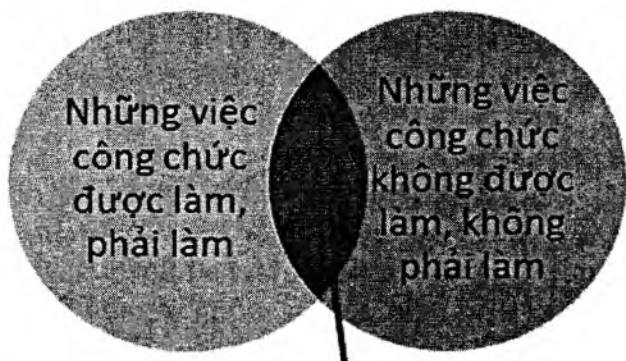 Những việc
công chức
được làm,
phải làm
Những việc
công chức
không được
làm, không
phải làm